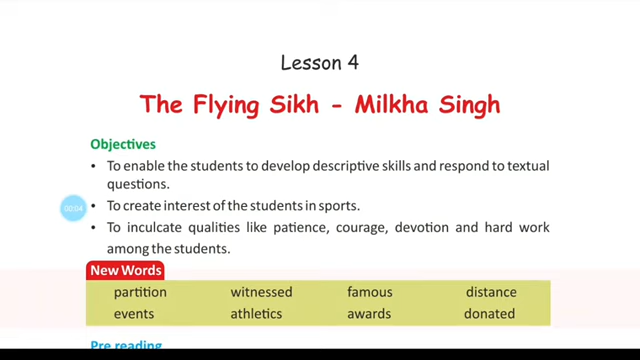 Lesson 4
The Flying Sikh - Milkha Singh
Objectives
• To enable the students to develop descriptive skills and respond to textual
questions.
00:04
• To create interest of the students in sports.
• To inculcate qualities like patience, courage, devotion and hard work
among the students.
New Words
partition witnessed famous distance
events athletics awards donated
Pre reading